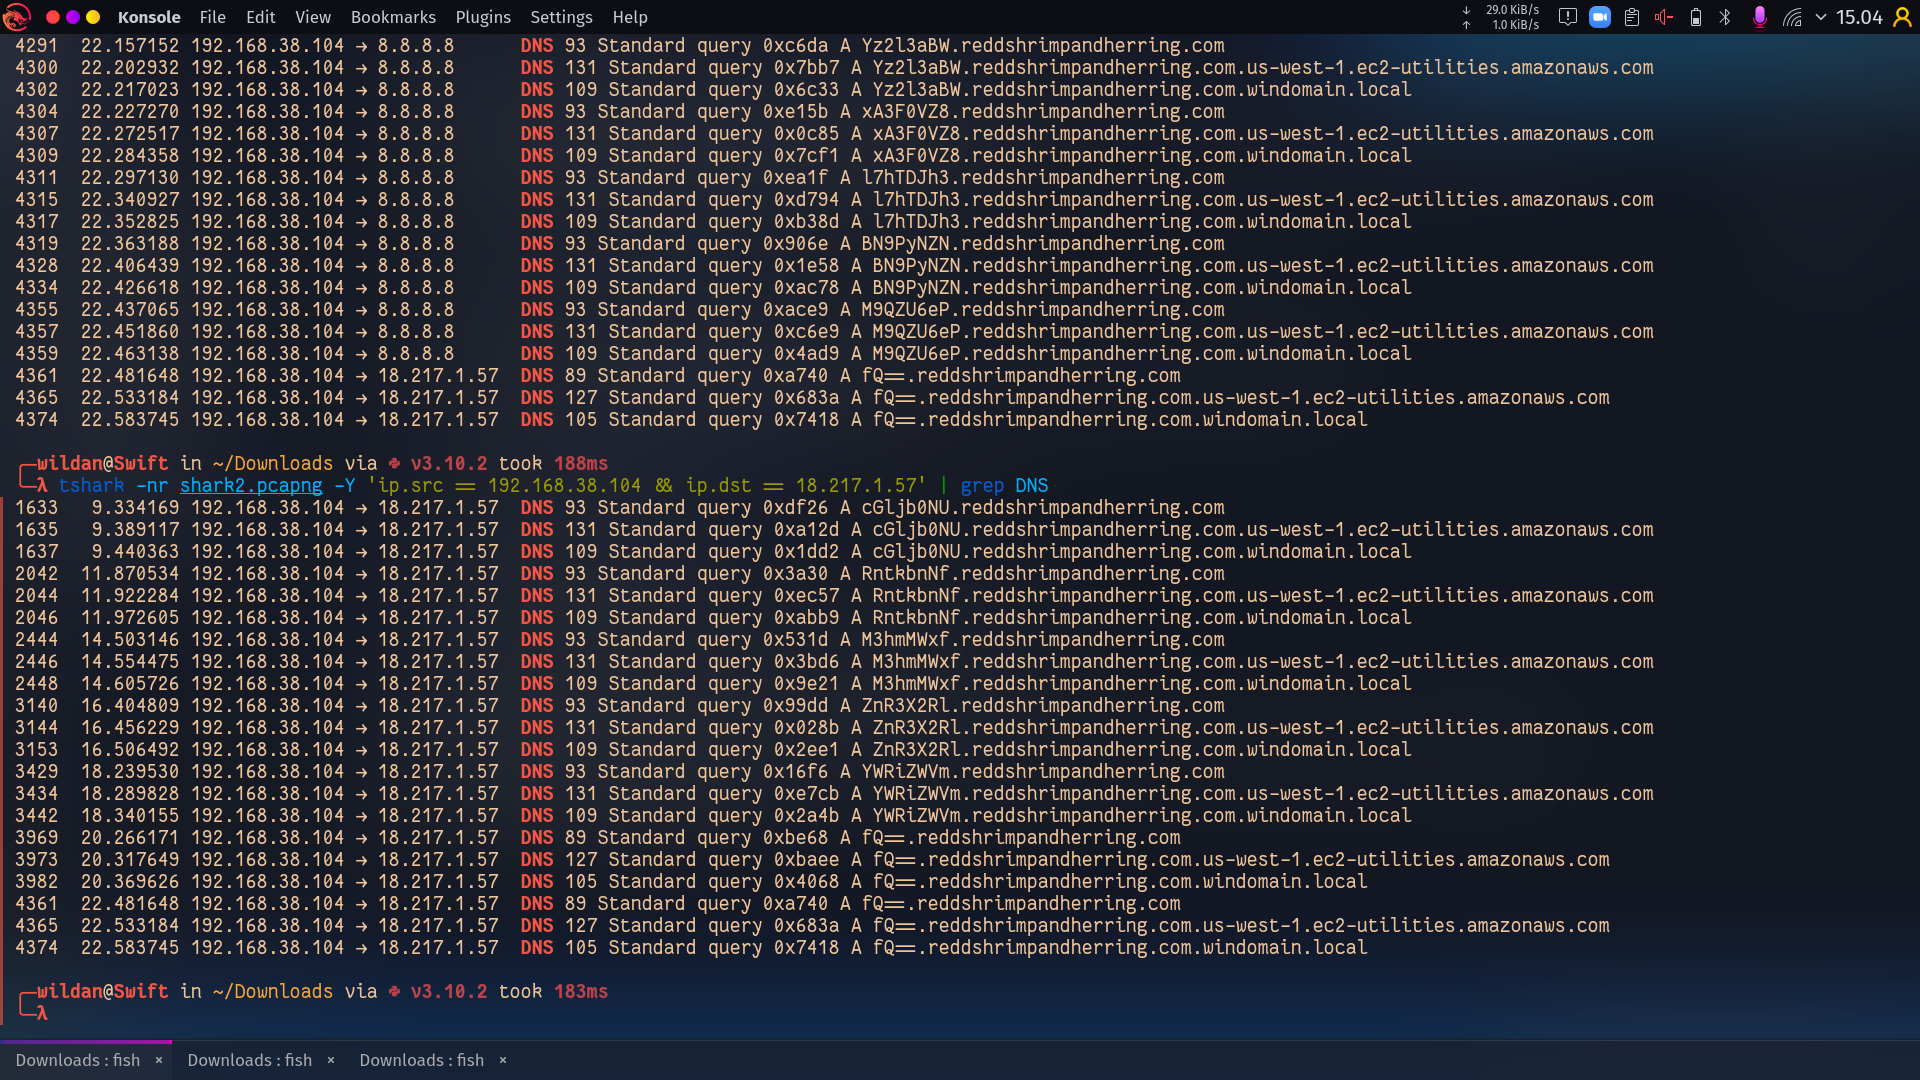 Konsole File Edit View Bookmarks Plugins Settings Help 29.0 KiB/s 1.0 KiB/s 15.04
4291 22.157152 192.168.38.104 → 8.8.8.8 DNS 93 Standard query 0xc6da A Yz2l3aBW.reddshrimpandherring.com
4300 22.202932 192.168.38.104 → 8.8.8.8 DNS 131 Standard query 0x7bb7 A Yz2l3aBW.reddshrimpandherring.com.us-west-1.ec2-utilities.amazonaws.com
4302 22.217023 192.168.38.104 → 8.8.8.8 DNS 109 Standard query 0x6c33 A Yz2l3aBW.reddshrimpandherring.com.windomain.local
4304 22.227270 192.168.38.104 → 8.8.8.8 DNS 93 Standard query 0xe15b A xA3F0VZ8.reddshrimpandherring.com
4307 22.272517 192.168.38.104 → 8.8.8.8 DNS 131 Standard query 0x0c85 A xA3F0VZ8.reddshrimpandherring.com.us-west-1.ec2-utilities.amazonaws.com
4309 22.284358 192.168.38.104 → 8.8.8.8 DNS 109 Standard query 0x7cf1 A xA3F0VZ8.reddshrimpandherring.com.windomain.local
4311 22.297130 192.168.38.104 → 8.8.8.8 DNS 93 Standard query 0xea1f A l7hTDJh3.reddshrimpandherring.com
4315 22.340927 192.168.38.104 → 8.8.8.8 DNS 131 Standard query 0xd794 A l7hTDJh3.reddshrimpandherring.com.us-west-1.ec2-utilities.amazonaws.com
4317 22.352825 192.168.38.104 → 8.8.8.8 DNS 109 Standard query 0xb38d A l7hTDJh3.reddshrimpandherring.com.windomain.local
4319 22.363188 192.168.38.104 → 8.8.8.8 DNS 93 Standard query 0x906e A BN9PyNZN.reddshrimpandherring.com
4328 22.406439 192.168.38.104 → 8.8.8.8 DNS 131 Standard query 0x1e58 A BN9PyNZN.reddshrimpandherring.com.us-west-1.ec2-utilities.amazonaws.com
4334 22.426618 192.168.38.104 → 8.8.8.8 DNS 109 Standard query 0xac78 A BN9PyNZN.reddshrimpandherring.com.windomain.local
4355 22.437065 192.168.38.104 → 8.8.8.8 DNS 93 Standard query 0xace9 A M9QZU6eP.reddshrimpandherring.com
4357 22.451860 192.168.38.104 → 8.8.8.8 DNS 131 Standard query 0xc6e9 A M9QZU6eP.reddshrimpandherring.com.us-west-1.ec2-utilities.amazonaws.com
4359 22.463138 192.168.38.104 → 8.8.8.8 DNS 109 Standard query 0x4ad9 A M9QZU6eP.reddshrimpandherring.com.windomain.local
4361 22.481648 192.168.38.104 → 18.217.1.57 DNS 89 Standard query 0xa740 A fQ==.reddshrimpandherring.com
4365 22.533184 192.168.38.104 → 18.217.1.57 DNS 127 Standard query 0x683a A fQ==.reddshrimpandherring.com.us-west-1.ec2-utilities.amazonaws.com
4374 22.583745 192.168.38.104 → 18.217.1.57 DNS 105 Standard query 0x7418 A fQ==.reddshrimpandherring.com.windomain.local
wildan@Swift in ~/Downloads via v3.10.2 took 188ms
λ tshark -nr shark2.pcapng -Y 'ip.src == 192.168.38.104 && ip.dst == 18.217.1.57' | grep DNS
1633 9.334169 192.168.38.104 → 18.217.1.57 DNS 93 Standard query 0xdf26 A cGljb0NU.reddshrimpandherring.com
1635 9.389117 192.168.38.104 → 18.217.1.57 DNS 131 Standard query 0xa12d A cGljb0NU.reddshrimpandherring.com.us-west-1.ec2-utilities.amazonaws.com
1637 9.440363 192.168.38.104 → 18.217.1.57 DNS 109 Standard query 0x1dd2 A cGljb0NU.reddshrimpandherring.com.windomain.local
2042 11.870534 192.168.38.104 → 18.217.1.57 DNS 93 Standard query 0x3a30 A RntkbnNf.reddshrimpandherring.com
2044 11.922284 192.168.38.104 → 18.217.1.57 DNS 131 Standard query 0xec57 A RntkbnNf.reddshrimpandherring.com.us-west-1.ec2-utilities.amazonaws.com
2046 11.972605 192.168.38.104 → 18.217.1.57 DNS 109 Standard query 0xabb9 A RntkbnNf.reddshrimpandherring.com.windomain.local
2444 14.503146 192.168.38.104 → 18.217.1.57 DNS 93 Standard query 0x531d A M3hmMWxf.reddshrimpandherring.com
2446 14.554475 192.168.38.104 → 18.217.1.57 DNS 131 Standard query 0x3bd6 A M3hmMWxf.reddshrimpandherring.com.us-west-1.ec2-utilities.amazonaws.com
2448 14.605726 192.168.38.104 → 18.217.1.57 DNS 109 Standard query 0x9e21 A M3hmMWxf.reddshrimpandherring.com.windomain.local
3140 16.404809 192.168.38.104 → 18.217.1.57 DNS 93 Standard query 0x99dd A ZnR3X2Rl.reddshrimpandherring.com
3144 16.456229 192.168.38.104 → 18.217.1.57 DNS 131 Standard query 0x028b A ZnR3X2Rl.reddshrimpandherring.com.us-west-1.ec2-utilities.amazonaws.com
3153 16.506492 192.168.38.104 → 18.217.1.57 DNS 109 Standard query 0x2ee1 A ZnR3X2Rl.reddshrimpandherring.com.windomain.local
3429 18.239530 192.168.38.104 → 18.217.1.57 DNS 93 Standard query 0x16f6 A YWRiZWVm.reddshrimpandherring.com
3434 18.289828 192.168.38.104 → 18.217.1.57 DNS 131 Standard query 0xe7cb A YWRiZWVm.reddshrimpandherring.com.us-west-1.ec2-utilities.amazonaws.com
3442 18.340155 192.168.38.104 → 18.217.1.57 DNS 109 Standard query 0x2a4b A YWRiZWVm.reddshrimpandherring.com.windomain.local
3969 20.266171 192.168.38.104 → 18.217.1.57 DNS 89 Standard query 0xbe68 A fQ==.reddshrimpandherring.com
3973 20.317649 192.168.38.104 → 18.217.1.57 DNS 127 Standard query 0xbaee A fQ==.reddshrimpandherring.com.us-west-1.ec2-utilities.amazonaws.com
3982 20.369626 192.168.38.104 → 18.217.1.57 DNS 105 Standard query 0x4068 A fQ==.reddshrimpandherring.com.windomain.local
4361 22.481648 192.168.38.104 → 18.217.1.57 DNS 89 Standard query 0xa740 A fQ==.reddshrimpandherring.com
4365 22.533184 192.168.38.104 → 18.217.1.57 DNS 127 Standard query 0x683a A fQ==.reddshrimpandherring.com.us-west-1.ec2-utilities.amazonaws.com
4374 22.583745 192.168.38.104 → 18.217.1.57 DNS 105 Standard query 0x7418 A fQ==.reddshrimpandherring.com.windomain.local
wildan@Swift in ~/Downloads via v3.10.2 took 183ms
λ
Downloads : fish × Downloads : fish × Downloads : fish ×